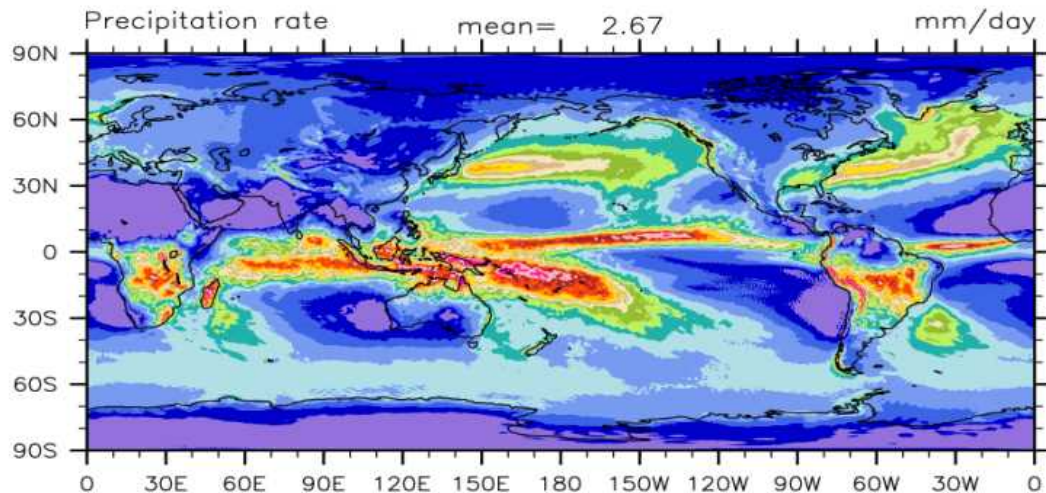 Precipitation rate mean= 2.67 mm/day
90N
60N
30N
0
30S
60S
90S
0 30E 60E 90E 120E 150E 180 150W 120W 90W 60W 30W 0